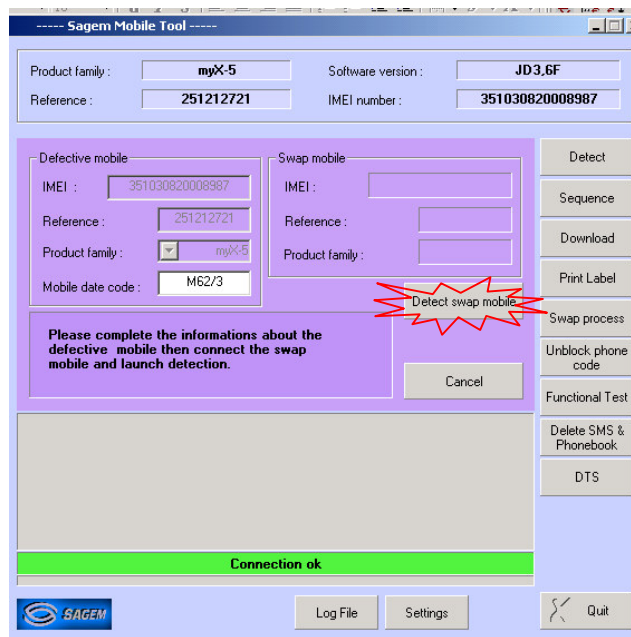 ----- Sagem Mobile Tool -----
Product family : myX-5 Software version : JD3,6F
Reference : 251212721 IMEI number : 351030820008987
Defective mobile
IMEI : 351030820008987
Reference : 251212721
Product family : myX-5
Mobile date code : M62/3
Swap mobile
IMEI :
Reference :
Product family :
Detect swap mobile
Please complete the informations about the
defective mobile then connect the swap
mobile and launch detection.
Cancel
Detect
Sequence
Download
Print Label
Swap process
Unblock phone
code
Functional Test
Delete SMS &
Phonebook
DTS
Connection ok
SAGEM
Log File
Settings
Quit